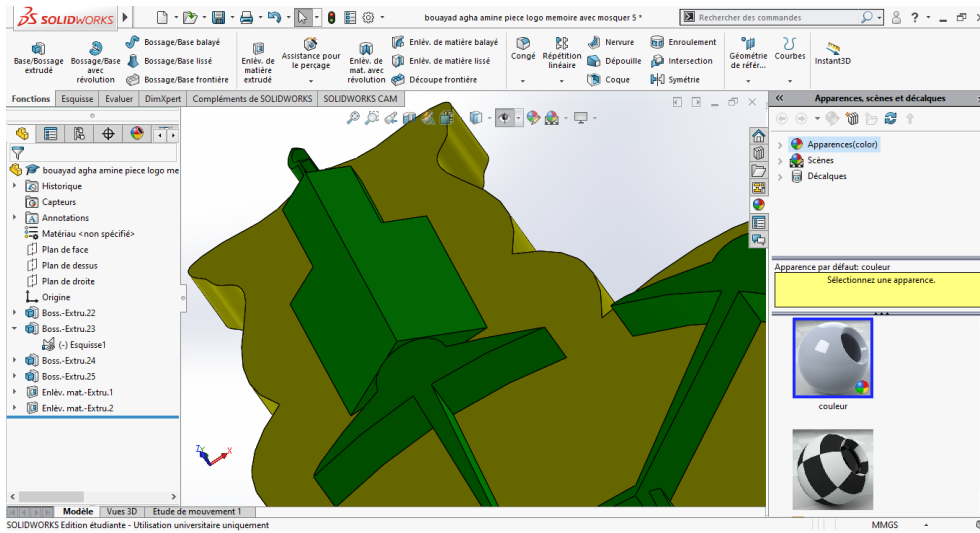 SOLIDWORKS
bouayad agha amine piece logo memoire avec mosquer 5 *
Rechercher des commandes
Base/Bossage extrudé
Bossage/Base avec révolution
Bossage/Base balayé
Bossage/Base lissé
Bossage/Base frontière
Enlèv. de matière extrudé
Assistance pour le perçage
Enlèv. de mat. avec révolution
Enlèv. de matière balayé
Enlèv. de matière lissé
Découpe frontière
Congé
Répétition linéaire
Nervure
Dépouille
Coque
Enroulement
Intersection
Symétrie
Géométrie de référ...
Courbes
Instant3D
Fonctions
Esquisse
Evaluer
DimXpert
Compléments de SOLIDWORKS
SOLIDWORKS CAM
bouayad agha amine piece logo me
Historique
Capteurs
Annotations
Matériau <non spécifié>
Plan de face
Plan de dessus
Plan de droite
Origine
Boss.-Extru.22
Boss.-Extru.23
(-) Esquisse1
Boss.-Extru.24
Boss.-Extru.25
Enlèv. mat.-Extru.1
Enlèv. mat.-Extru.2
X
Apparences, scènes et décalques
Apparences(color)
Scènes
Décalques
Apparence par défaut: couleur
Sélectionnez une apparence.
couleur
Modèle
Vues 3D
Etude de mouvement 1
SOLIDWORKS Edition étudiante - Utilisation universitaire uniquement
MMGS